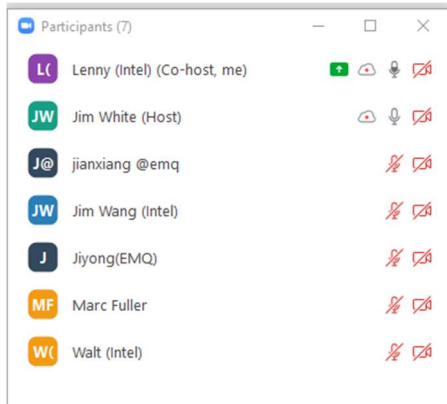 Participants (7)
L( Lenny (Intel) (Co-host, me)
JW Jim White (Host)
J@ jianxiang @emq
JW Jim Wang (Intel)
J Jiyong(EMQ)
MF Marc Fuller
W( Walt (Intel)